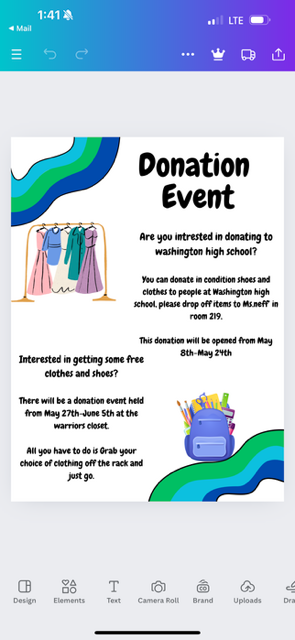 1:41
LTE
◀ Mail
Donation
Event
Are you intrested in donating to
washington high school?
You can donate in condition shoes and
clothes to people at Washington high
school, please drop off items to Ms.neff' in
room 219.
This donation will be opened from May
8th-May 24th
Interested in getting some free
clothes and shoes?
There will be a donation event held
from May 27th-June 5th at the
warriors closet.
All you have to do is Grab your
choice of clothing off the rack and
just go.
Design
Elements
Text
Camera Roll
Brand
Uploads
Dra